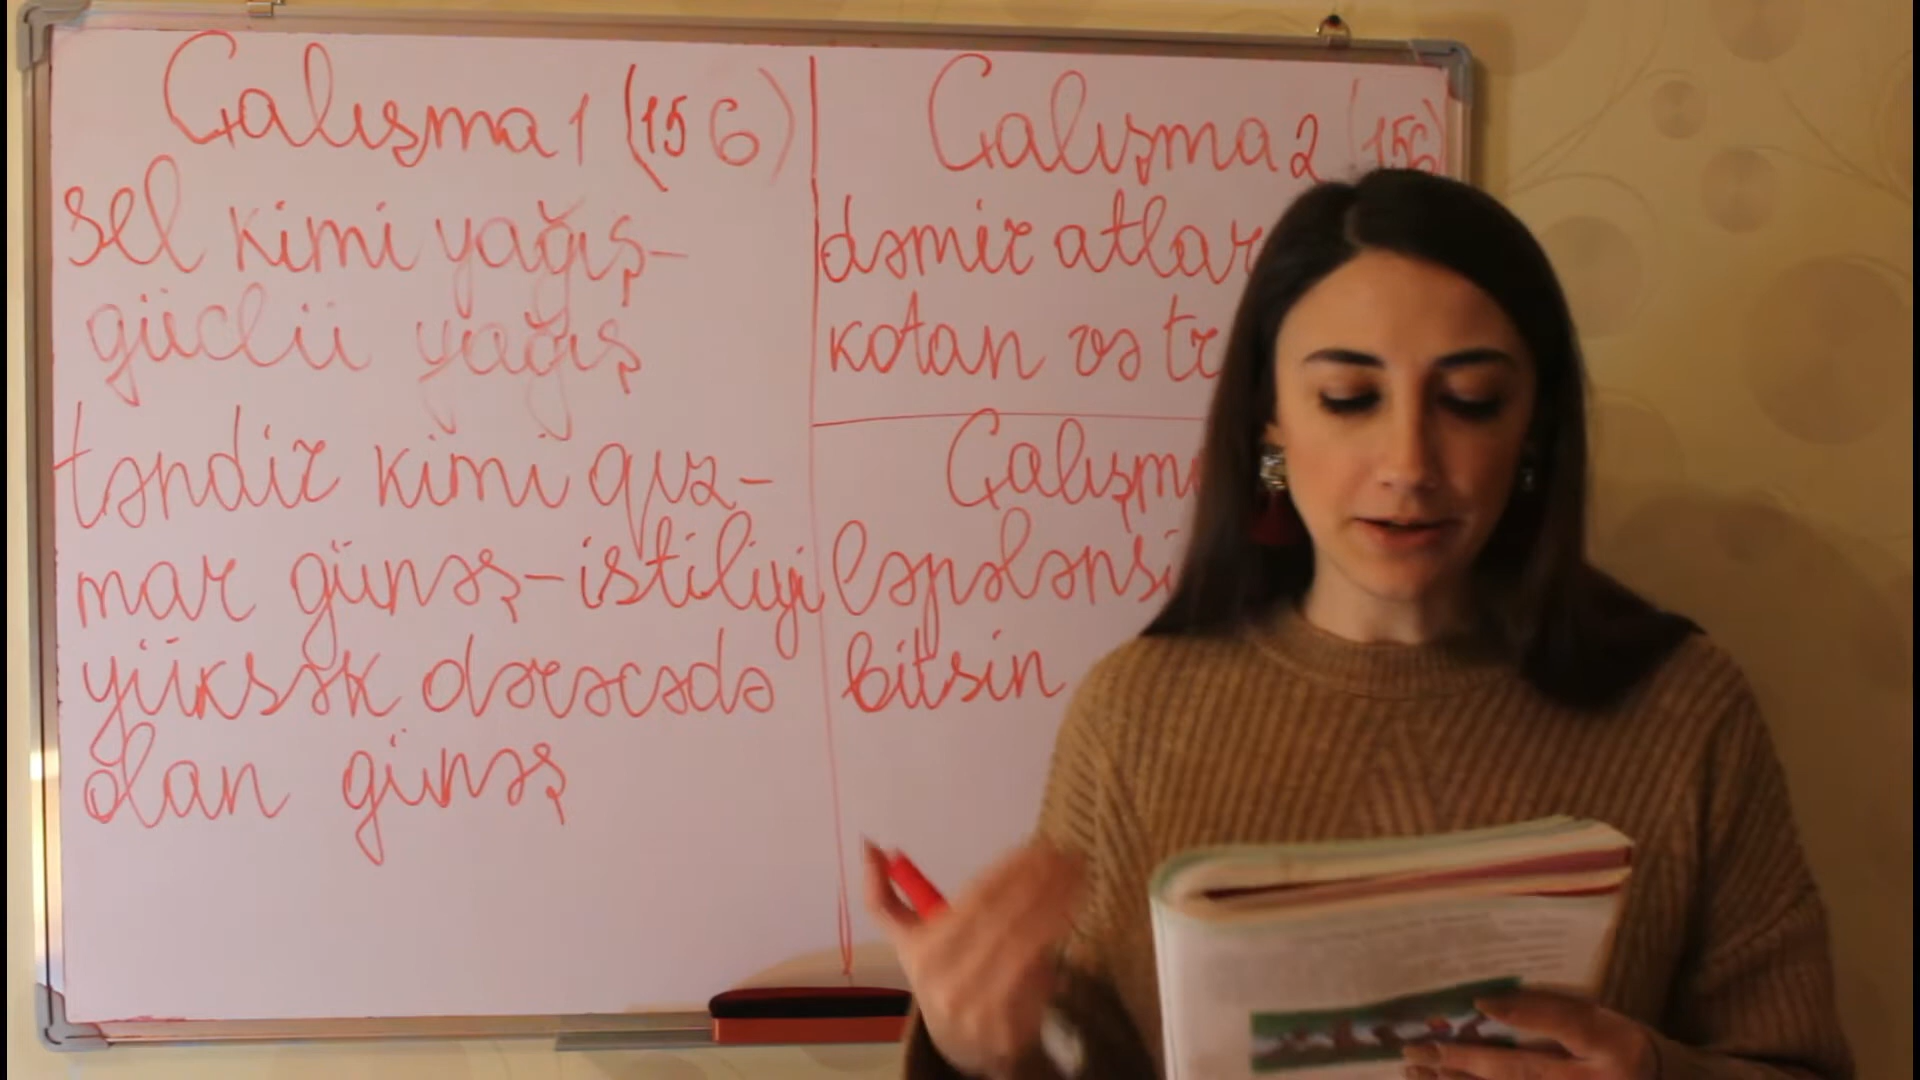 Çalışma 1 (156)
sel kimi yağış-
güclü yağış
təndir kimi qız-
mar günəş-istiliyi
yüksək dərəcədə
olan günəş
Çalışma 2 (156)
dəmir atlar
kotan və
Çalışma
bitsin